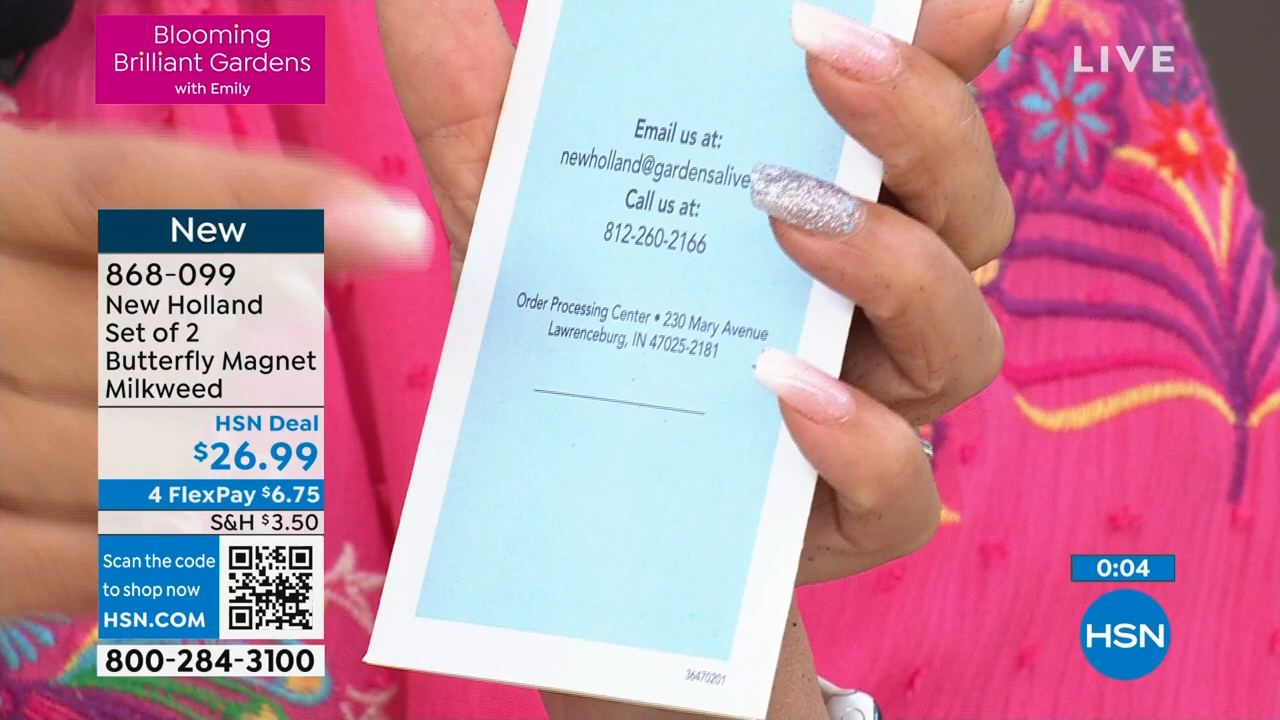 Blooming
Brilliant Gardens
with Emily
LIVE
New
868-099
New Holland
Set of 2
Butterfly Magnet
Milkweed
HSN Deal
$26.99
4 FlexPay $6.75
S&H $3.50
Scan the code
to shop now
HSN.COM
800-284-3100
Email us at:
newholland@gardensalive
Call us at:
812-260-2166
Order Processing Center • 230 Mary Avenue
Lawrenceburg, IN 47025-2181
36470201
0:04
HSN